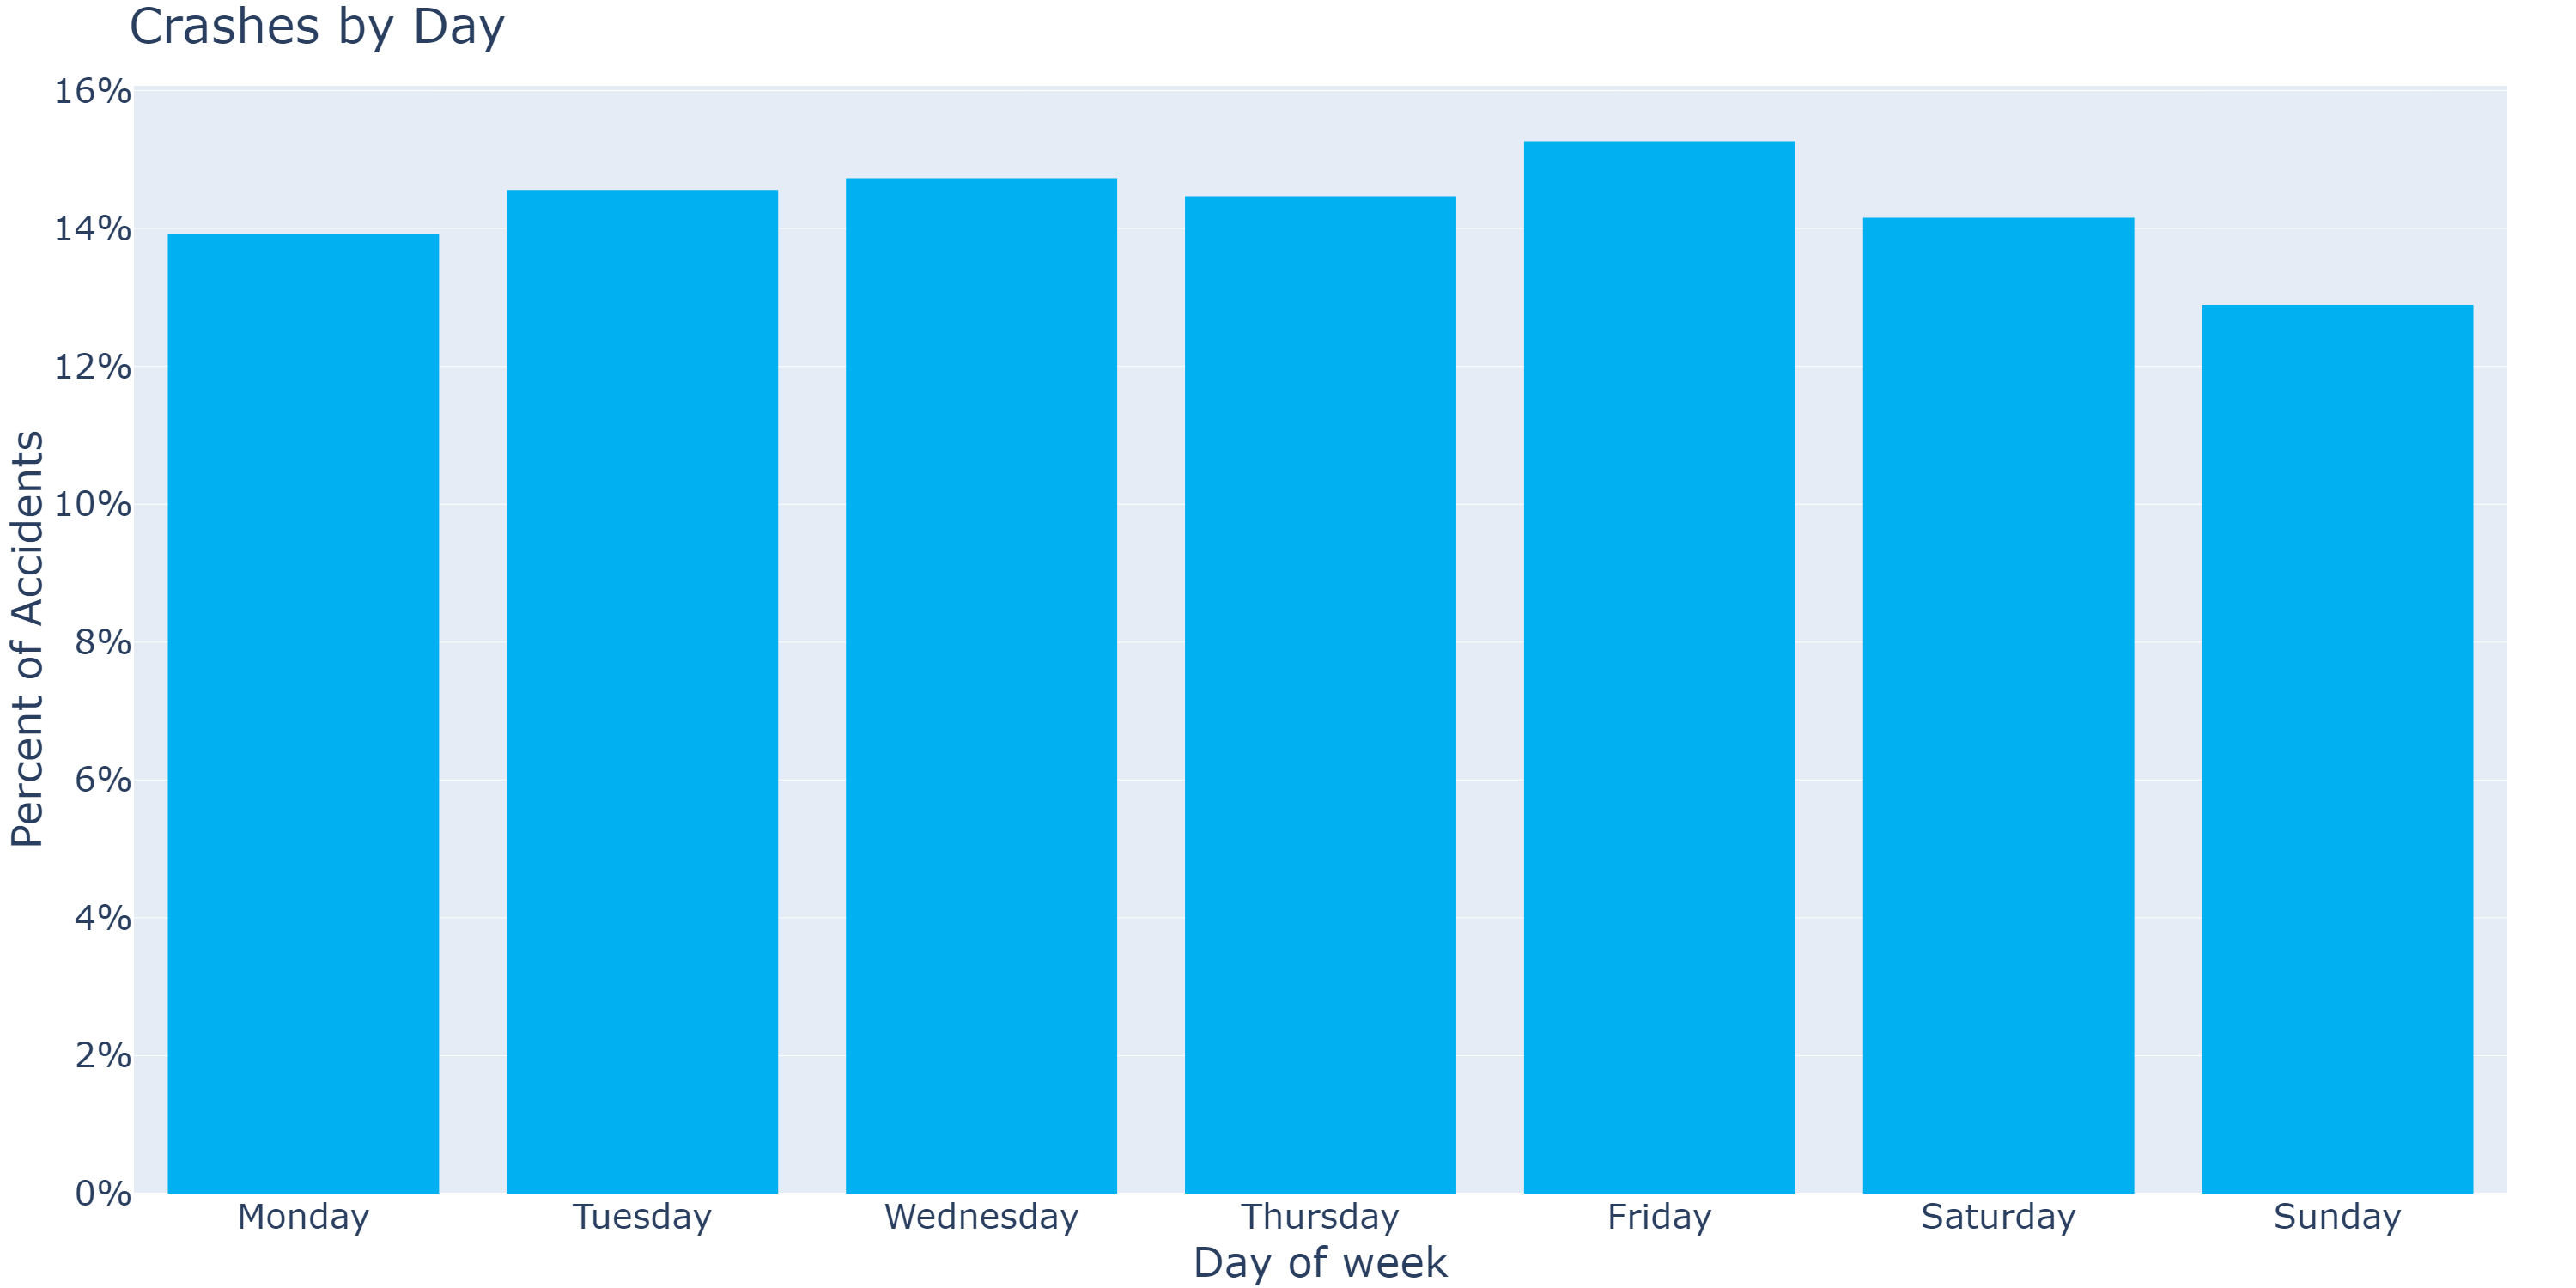 Crashes by Day
16%
14%
12%
10%
8%
6%
4%
2%
0%
Percent of Accidents
Monday Tuesday Wednesday Thursday Friday Saturday Sunday
Day of week